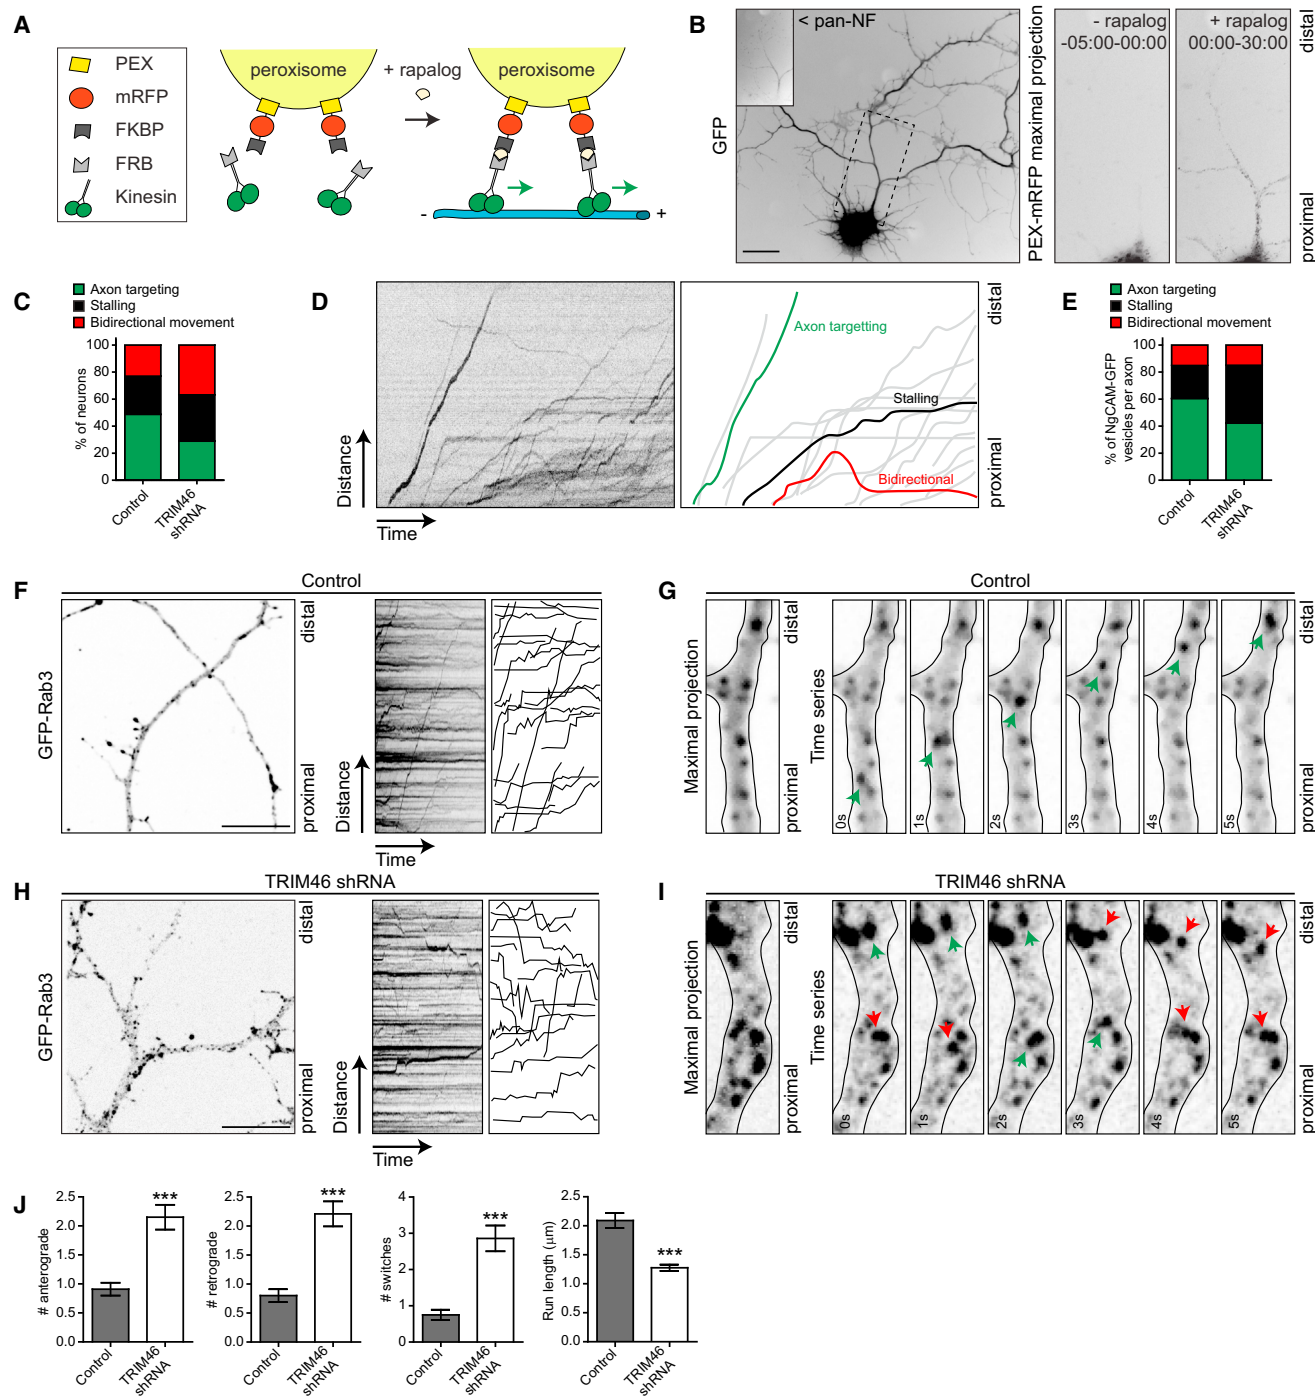 A
PEX
mRFP
FKBP
FRB
Kinesin
peroxisome
+ rapalog
peroxisome
-
+
B
GFP
< pan-NF
PEX-mRFP maximal projection
- rapalog
-05:00-00:00
+ rapalog
00:00-30:00
distal
proximal
C
Axon targeting
Stalling
Bidirectional movement
% of neurons
100
80
60
40
20
0
Control
TRIM46
shRNA
D
Distance
Time
Axon targetting
Stalling
Bidirectional
distal
proximal
E
Axon targeting
Stalling
Bidirectional movement
% of NgCAM-GFP
vesicles per axon
100
80
60
40
20
0
Control
TRIM46
shRNA
F
Control
GFP-Rab3
distal
proximal
Distance
Time
G
Control
Maximal projection
distal
proximal
Time series
0s
1s
2s
3s
4s
5s
distal
proximal
H
TRIM46 shRNA
GFP-Rab3
distal
proximal
Distance
Time
I
TRIM46 shRNA
Maximal projection
distal
proximal
Time series
0s
1s
2s
3s
4s
5s
distal
proximal
J
# anterograde
2.5
2.0
1.5
1.0
0.5
0.0
***
Control
TRIM46
shRNA
# retrograde
2.5
2.0
1.5
1.0
0.5
0.0
***
Control
TRIM46
shRNA
# switches
4
3
2
1
0
***
Control
TRIM46
shRNA
Run length (µm)
2.5
2.0
1.5
1.0
0.5
0.0
***
Control
TRIM46
shRNA